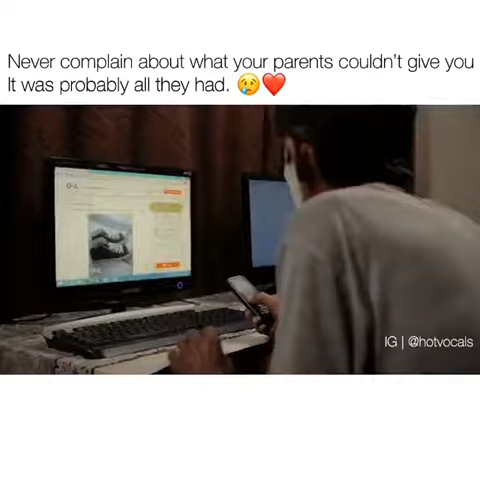 Never complain about what your parents couldn't give you
It was probably all they had. 😢❤️
IG | @hotvocals